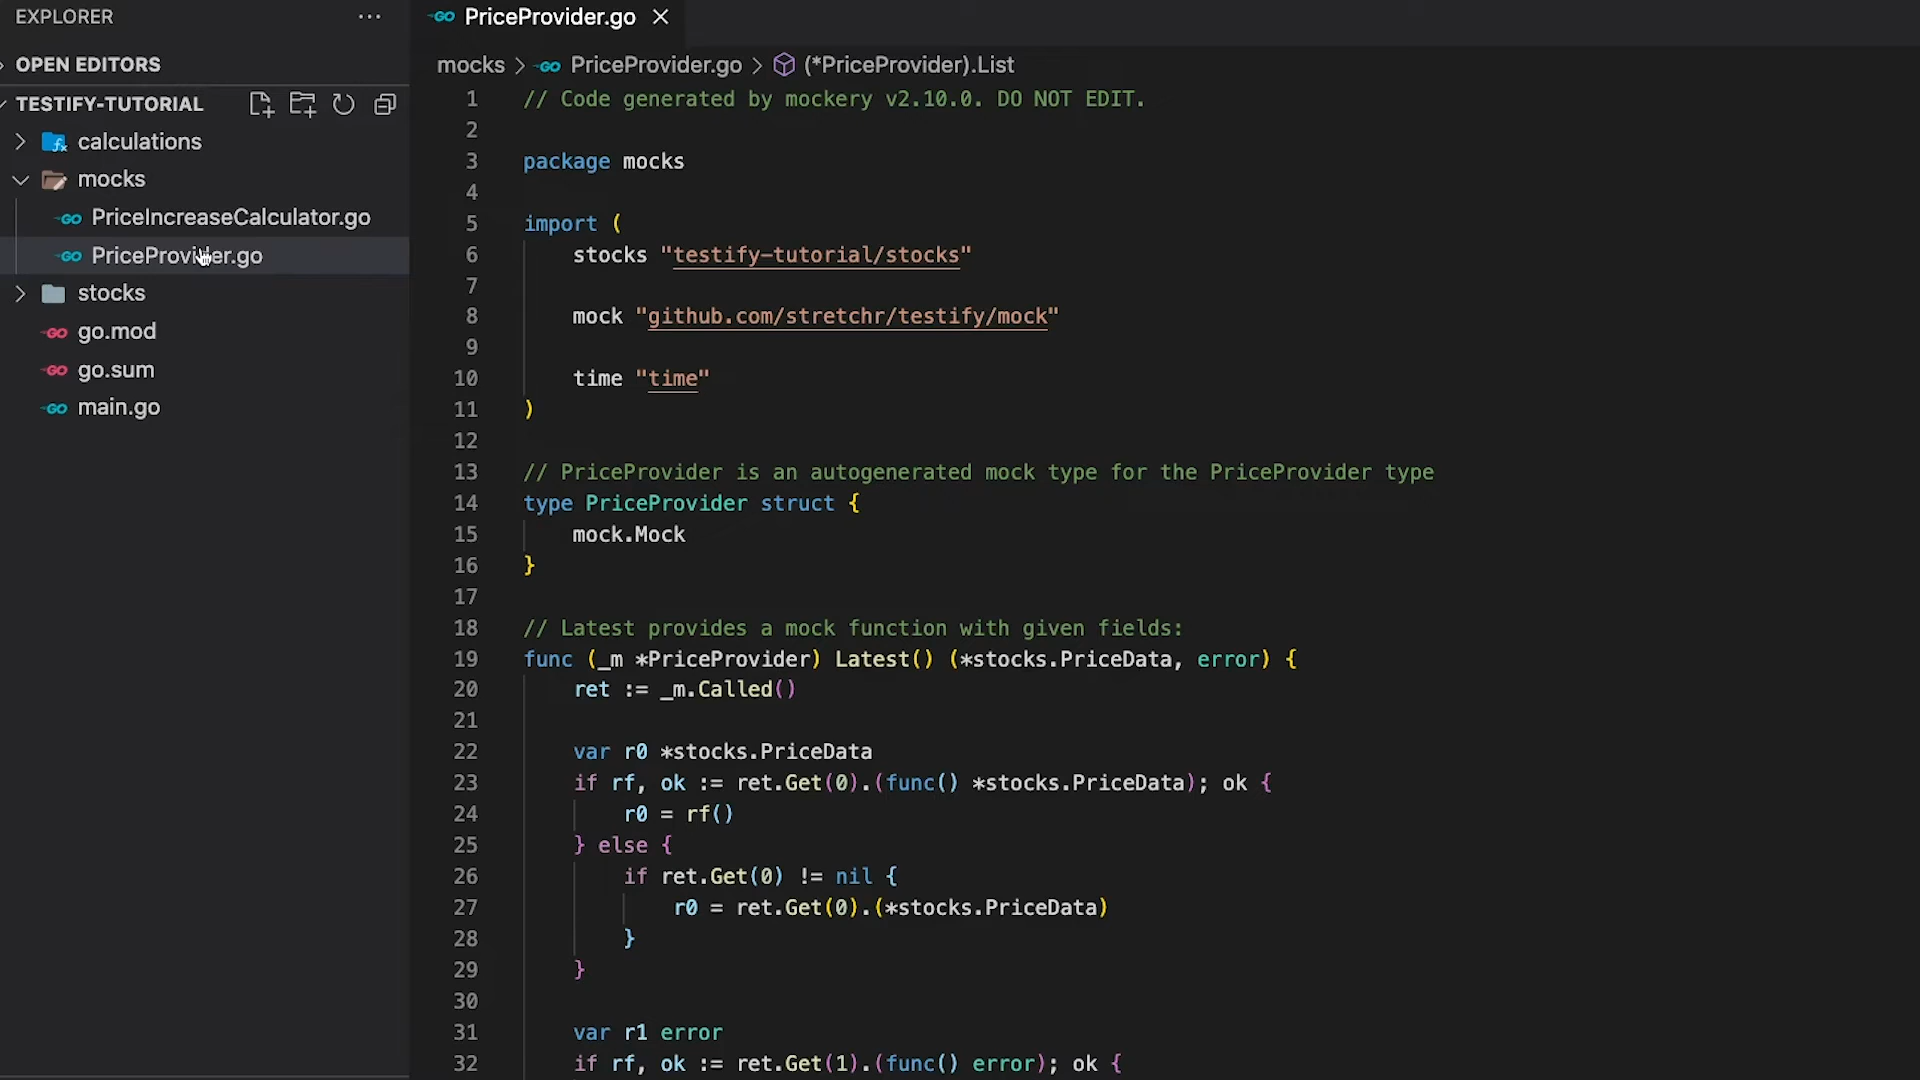 EXPLORER
OPEN EDITORS
TESTIFY-TUTORIAL
calculations
mocks
PriceIncreaseCalculator.go
PriceProvider.go
stocks
go.mod
go.sum
main.go
PriceProvider.go
mocks > PriceProvider.go > (*PriceProvider).List
1 // Code generated by mockery v2.10.0. DO NOT EDIT.
2
3 package mocks
4
5 import (
6 stocks "testify-tutorial/stocks"
7
8 mock "github.com/stretchr/testify/mock"
9
10 time "time"
11 )
12
13 // PriceProvider is an autogenerated mock type for the PriceProvider type
14 type PriceProvider struct {
15 mock.Mock
16 }
17
18 // Latest provides a mock function with given fields:
19 func (_m *PriceProvider) Latest() (*stocks.PriceData, error) {
20 ret := _m.Called()
21
22 var r0 *stocks.PriceData
23 if rf, ok := ret.Get(0).(func() *stocks.PriceData); ok {
24 r0 = rf()
25 } else {
26 if ret.Get(0) != nil {
27 r0 = ret.Get(0).(*stocks.PriceData)
28 }
29 }
30
31 var r1 error
32 if rf, ok := ret.Get(1).(func() error); ok {